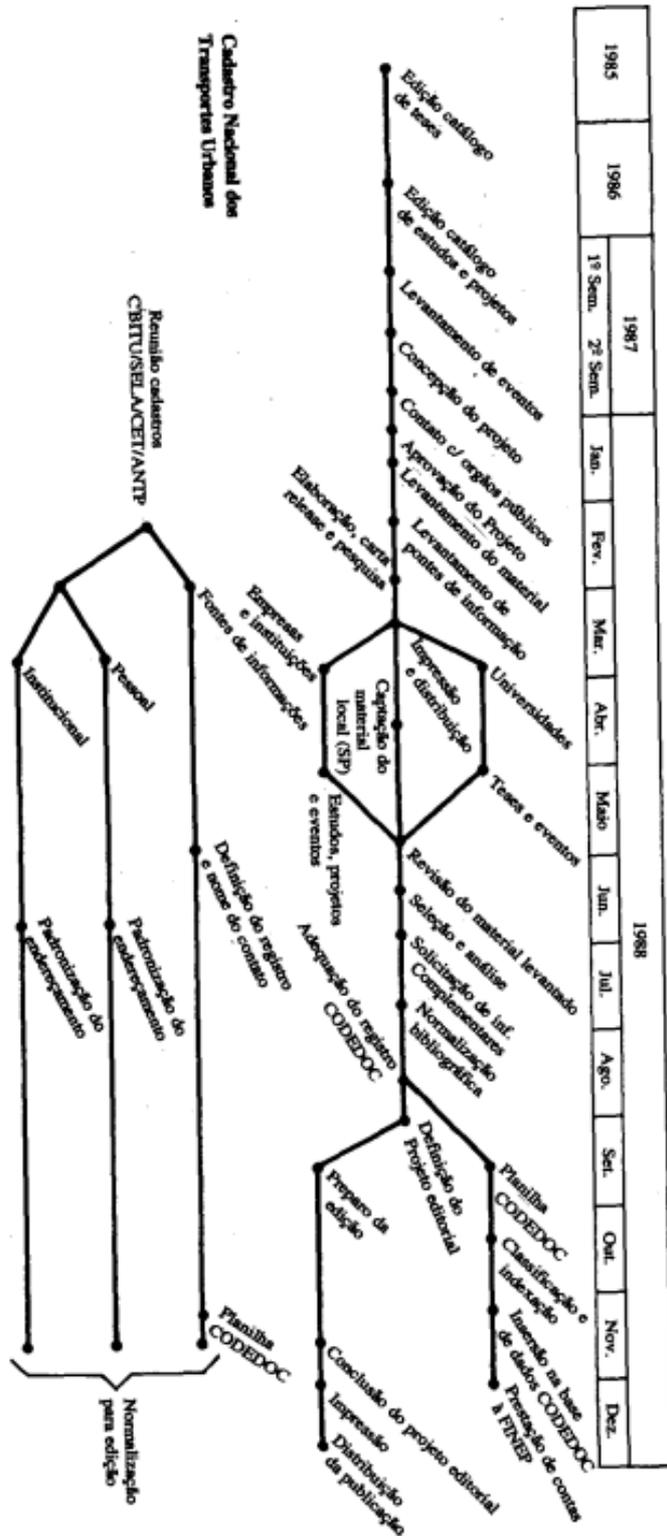 1985
1986
1987
1988
1º Sem.
2º Sem.
Jan.
Fev.
Mar.
Abr.
Maio
Jun.
Jul.
Ago.
Set.
Out.
Nov.
Dez.
Edição catálogo
de teses
Edição catálogo
de estudos e projetos
Levantamento de eventos
Concepção do projeto
Contato c/ orgãos públicos
Aprovação do Projeto
Levantamento do material
Levantamento de
pontes de informação
Elaboração, carta
release e pesquisa
Universidades
Teses e eventos
Impressão
e distribuição
Captação do
material
local (SP)
Empresas
e instituições
Estudos, projetos
e eventos
Revisão do material levantado
Seleção e análise
Solicitação de inf.
Complementares
Normalização
bibliográfica
Adequação do registro
CODEDOC
Definição do
Projeto editorial
Planilha
CODEDOC
Classificação e
indexação
Insersão na base
de dados CODEDOC
Prestação de contas
à FINEP
Preparo da
edição
Conclusão do projeto editorial
Impressão
Distribuição
da publicação
Cadastro Nacional dos
Transportes Urbanos
Reunião cadastros
CBITU/SELA/CET/ANTP
Fontes de informações
Definição do registro
e nome do contato
Planilha
CODEDOC
Pessoal
Padronização do
endereçamento
Institucional
Padronização do
endereçamento
Normalização
para edição